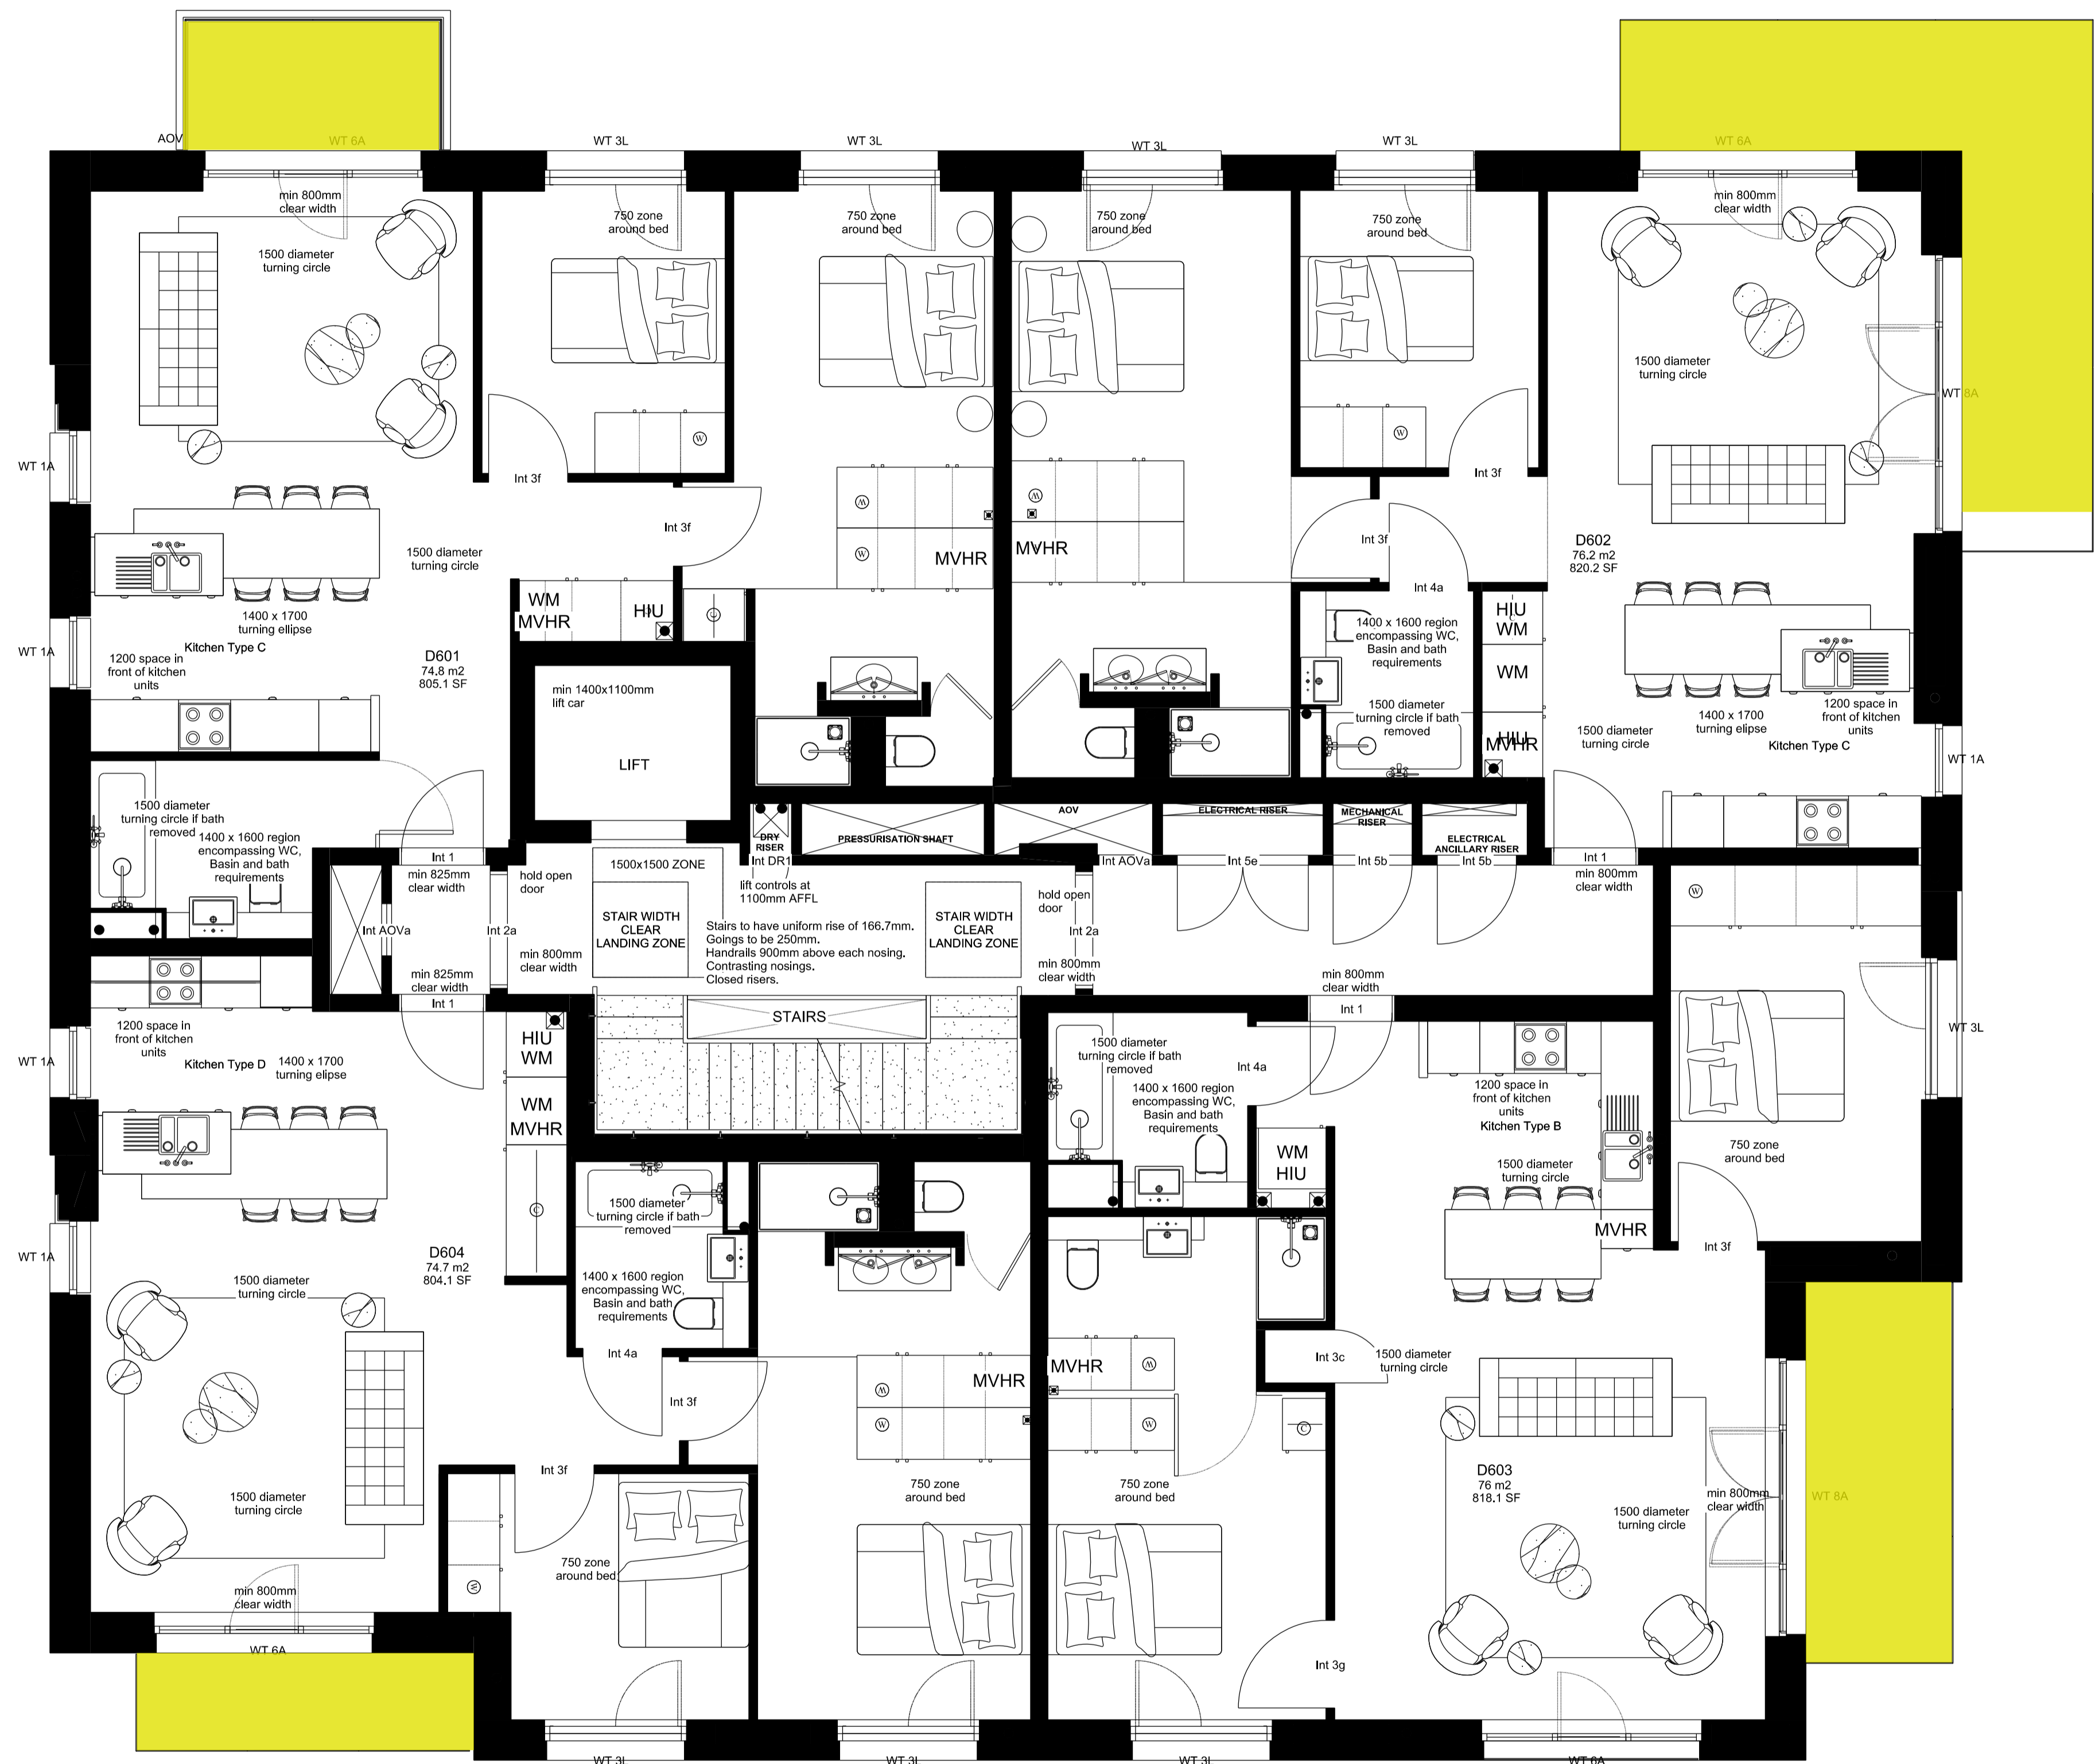 AOV
WT 6A
WT 3L
WT 3L
WT 3L
WT 3L
WT 6A
min 800mm
clear width
1500 diameter
turning circle
750 zone
around bed
750 zone
around bed
750 zone
around bed
750 zone
around bed
min 800mm
clear width
1500 diameter
turning circle
WT 8A
W
W
WT 1A
Int 3f
Int 3f
Int 3f
Int 3f
W
W
W
MVHR
MVHR
1500 diameter
turning circle
D602
76.2 m2
820.2 SF
Int 4a
WM
MVHR
HIU
C
1400 x 1700
turning elipse
Kitchen Type C
1200 space in
front of kitchen
units
WT 1A
D601
74.8 m2
805.1 SF
1400 x 1600 region
encompassing WC,
Basin and bath
requirements
HIU
WM
WM
HIU
MVHR
min 1400x1100mm
lift car
LIFT
1500 diameter
turning circle if bath
removed
1500 diameter
turning circle
1400 x 1700
turning elipse
1200 space in
front of kitchen
units
Kitchen Type C
WT 1A
1500 diameter
turning circle if bath
removed
1400 x 1600 region
encompassing WC,
Basin and bath
requirements
DRY
RISER
PRESSURISATION SHAFT
AOV
ELECTRICAL RISER
MECHANICAL
RISER
ELECTRICAL
ANCILLARY RISER
Int 1
min 825mm
clear width
hold open
door
1500x1500 ZONE
Int DR1
lift controls at
1100mm AFFL
Int AOVa
Int 5e
Int 5b
Int 5b
Int 1
min 800mm
clear width
W
Int AOVa
Int 2a
STAIR WIDTH
CLEAR
LANDING ZONE
Stairs to have uniform rise of 166.7mm.
Goings to be 250mm.
Handrails 900mm above each nosing.
Contrasting nosings.
Closed risers.
STAIR WIDTH
CLEAR
LANDING ZONE
hold open
door
Int 2a
min 800mm
clear width
min 825mm
clear width
Int 1
min 800mm
clear width
min 800mm
clear width
Int 1
STAIRS
WT 3L
1200 space in
front of kitchen
units
Kitchen Type D
1400 x 1700
turning elipse
WT 1A
HIU
WM
WM
MVHR
C
1500 diameter
turning circle if bath
removed
1400 x 1600 region
encompassing WC,
Basin and bath
requirements
Int 4a
WM
HIU
1200 space in
front of kitchen
units
Kitchen Type B
1500 diameter
turning circle
MVHR
750 zone
around bed
Int 3f
WT 1A
D604
74.7 m2
804.1 SF
1500 diameter
turning circle
1500 diameter
turning circle if bath
removed
1400 x 1600 region
encompassing WC,
Basin and bath
requirements
Int 4a
Int 3f
W
W
MVHR
MVHR
W
W
Int 3c
1500 diameter
turning circle
C
Int 3f
1500 diameter
turning circle
750 zone
around bed
750 zone
around bed
D603
76 m2
818.1 SF
1500 diameter
turning circle
min 800mm
clear width
WT 8A
750 zone
around bed
W
min 800mm
clear width
WT 6A
Int 3g
WT 3L
WT 3L
WT 3L
WT 6A